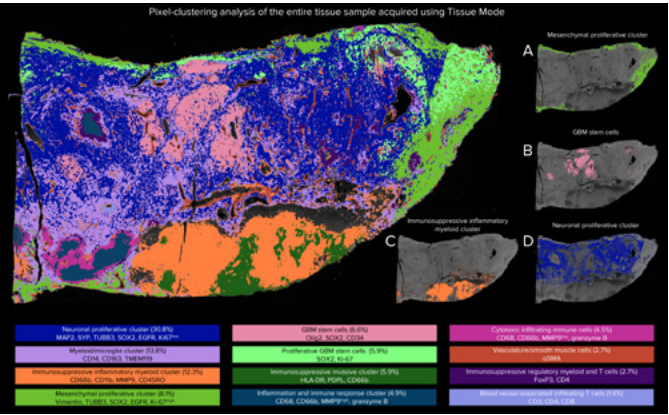 Pixel-clustering analysis of the entire tissue sample acquired using Tissue Mode
A
Mesenchymal proliferative cluster
B
GBM stem cells
C
Immunosuppressive inflammatory
myeloid cluster
D
Neuronal proliferative cluster
Neuronal proliferative cluster (30.8%)
MAP2, SYP, TUBB3, SOX2, EGFR, Ki67low
Myeloid/microglia cluster (13.8%)
CD14, CD163, TMEM119
Immunosuppressive inflammatory myeloid cluster (12.3%)
CD66b, CD11b, MMP9, CD45RO
Mesenchymal proliferative cluster (8.1%)
Vimentin, TUBB3, SOX2, EGFR, Ki-67high
GBM stem cells (6.6%)
Olig2, SOX2, CD34
Proliferative GBM stem cells (5.9%)
SOX2, Ki-67
Immunosuppressive invasive cluster (5.9%)
HLA-DR, PDPL, CD66b
Inflammation and immune response cluster (4.9%)
CD68, CD66b, MMP9high, granzyme B
Cytotoxic infiltrating immune cells (4.5%)
CD68, CD66b, MMP9low, granzyme B
Vasculature/smooth muscle cells (2.7%)
αSMA
Immunosuppressive regulatory myeloid and T cells (2.7%)
FoxP3, CD4
Blood vessel-associated infiltrating T cells (1.6%)
CD3, CD4, CD8